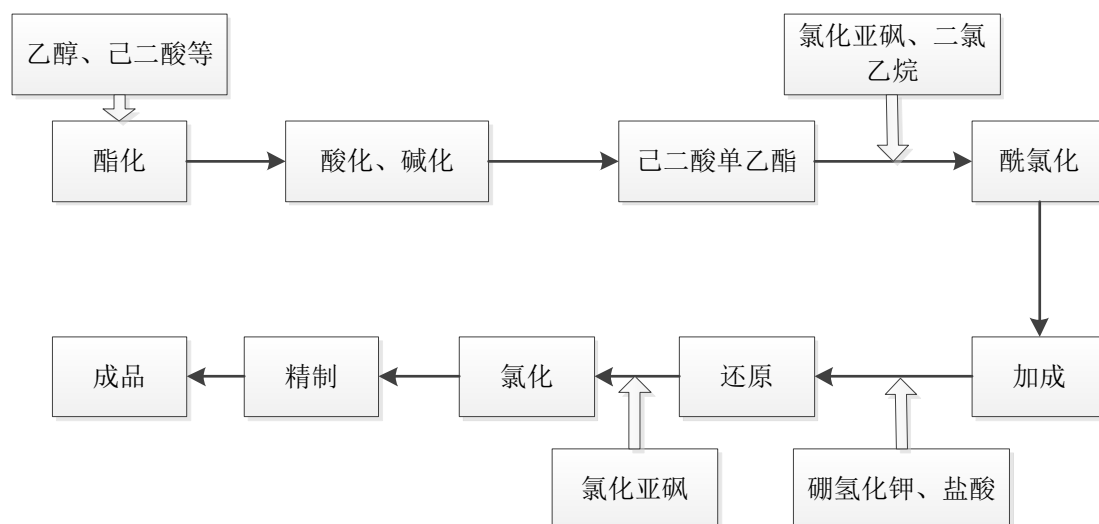 乙醇、己二酸等
氯化亚砜、二氯
乙烷
酯化
酸化、碱化
己二酸单乙酯
酰氯化
成品
精制
氯化
还原
加成
氯化亚砜
硼氢化钾、盐酸